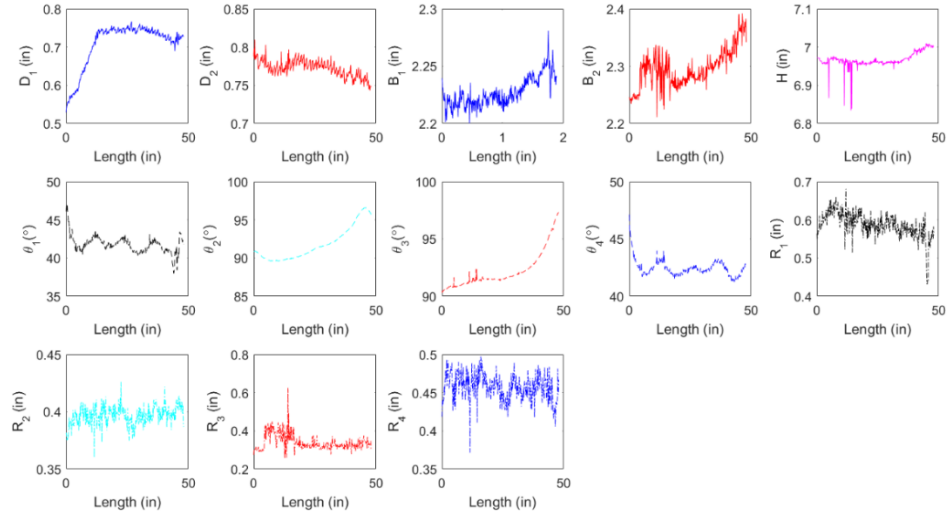 0.8
0.7
0.6
0.5
D₁ (in)
0 50
Length (in)
0.85
0.8
0.75
0.7
D₂ (in)
0 50
Length (in)
2.3
2.25
2.2
B₁ (in)
0 1 2
Length (in)
2.4
2.3
2.2
B₂ (in)
0 50
Length (in)
7.1
7
6.9
6.8
H (in)
0 50
Length (in)
50
45
40
35
θ₁(°)
0 50
Length (in)
100
95
90
85
θ₂(°)
0 50
Length (in)
100
95
90
θ₃(°)
0 50
Length (in)
50
45
40
θ₄(°)
0 50
Length (in)
0.7
0.6
0.5
0.4
R₁ (in)
0 50
Length (in)
0.45
0.4
0.35
R₂ (in)
0 50
Length (in)
0.8
0.6
0.4
0.2
R₃ (in)
0 50
Length (in)
0.5
0.45
0.4
0.35
R₄ (in)
0 50
Length (in)